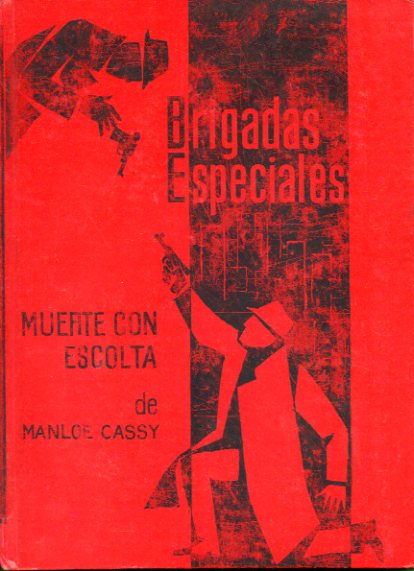 Brigadas
Especiales
MUERTE CON
ESCOLTA
de
MANLOE CASSY